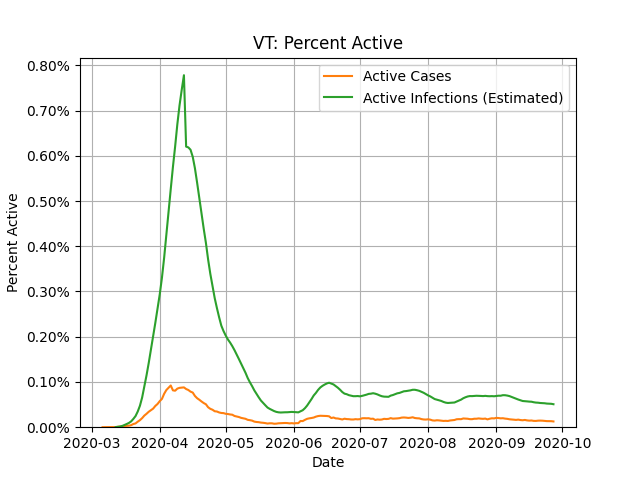 VT: Percent Active
Active Cases
Active Infections (Estimated)
Percent Active
0.80%
0.70%
0.60%
0.50%
0.40%
0.30%
0.20%
0.10%
0.00%
2020-03 2020-04 2020-05 2020-06 2020-07 2020-08 2020-09 2020-10
Date